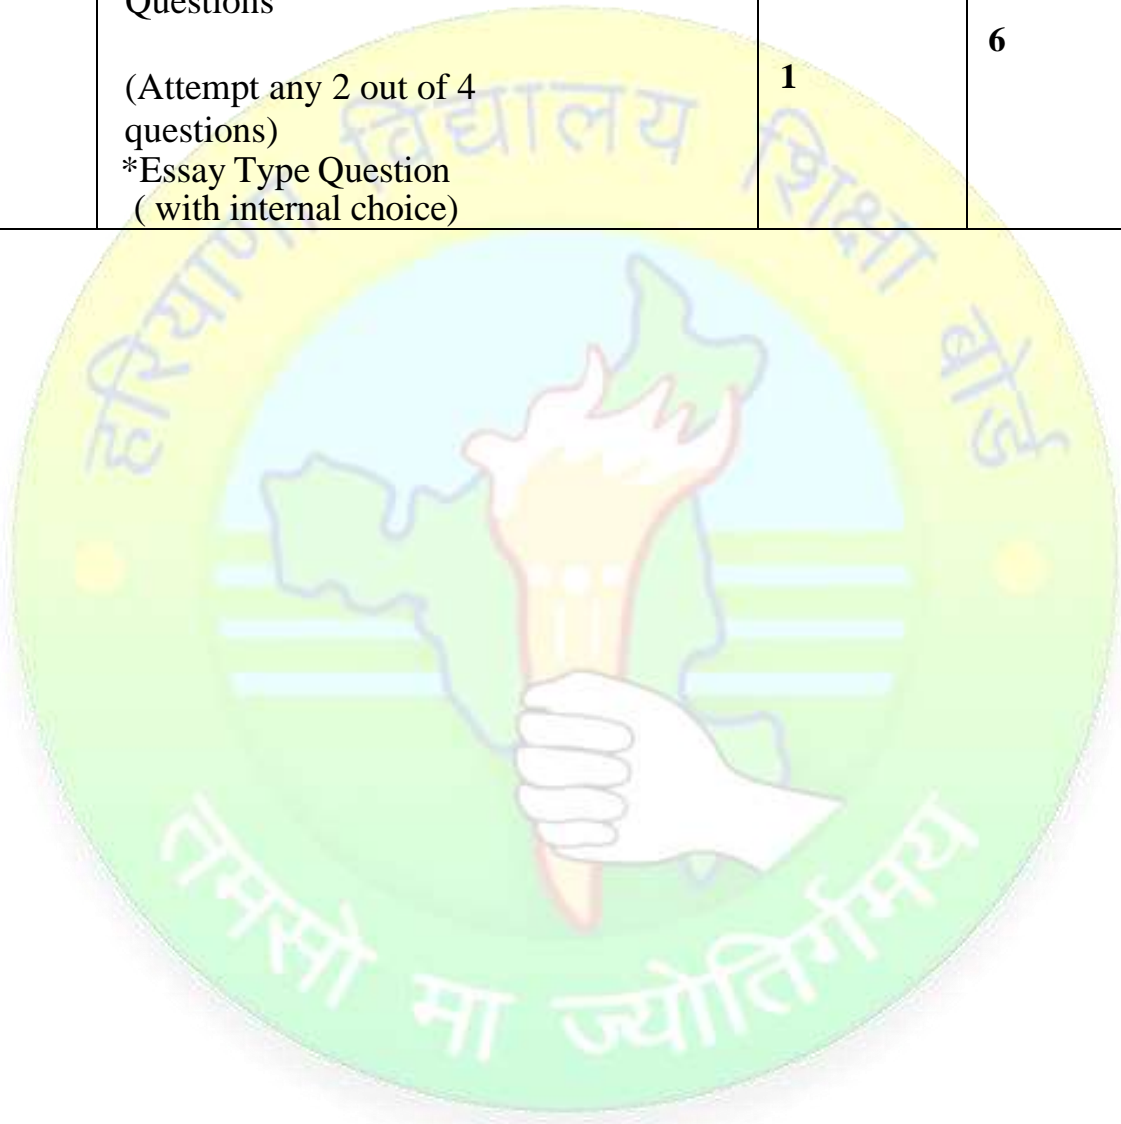 Questions
6
1
(Attempt any 2 out of 4
questions)
*Essay Type Question
( with internal choice)
हरियाणा विद्यालय शिक्षा बोर्ड
तमसो मा ज्योतिर्गमय